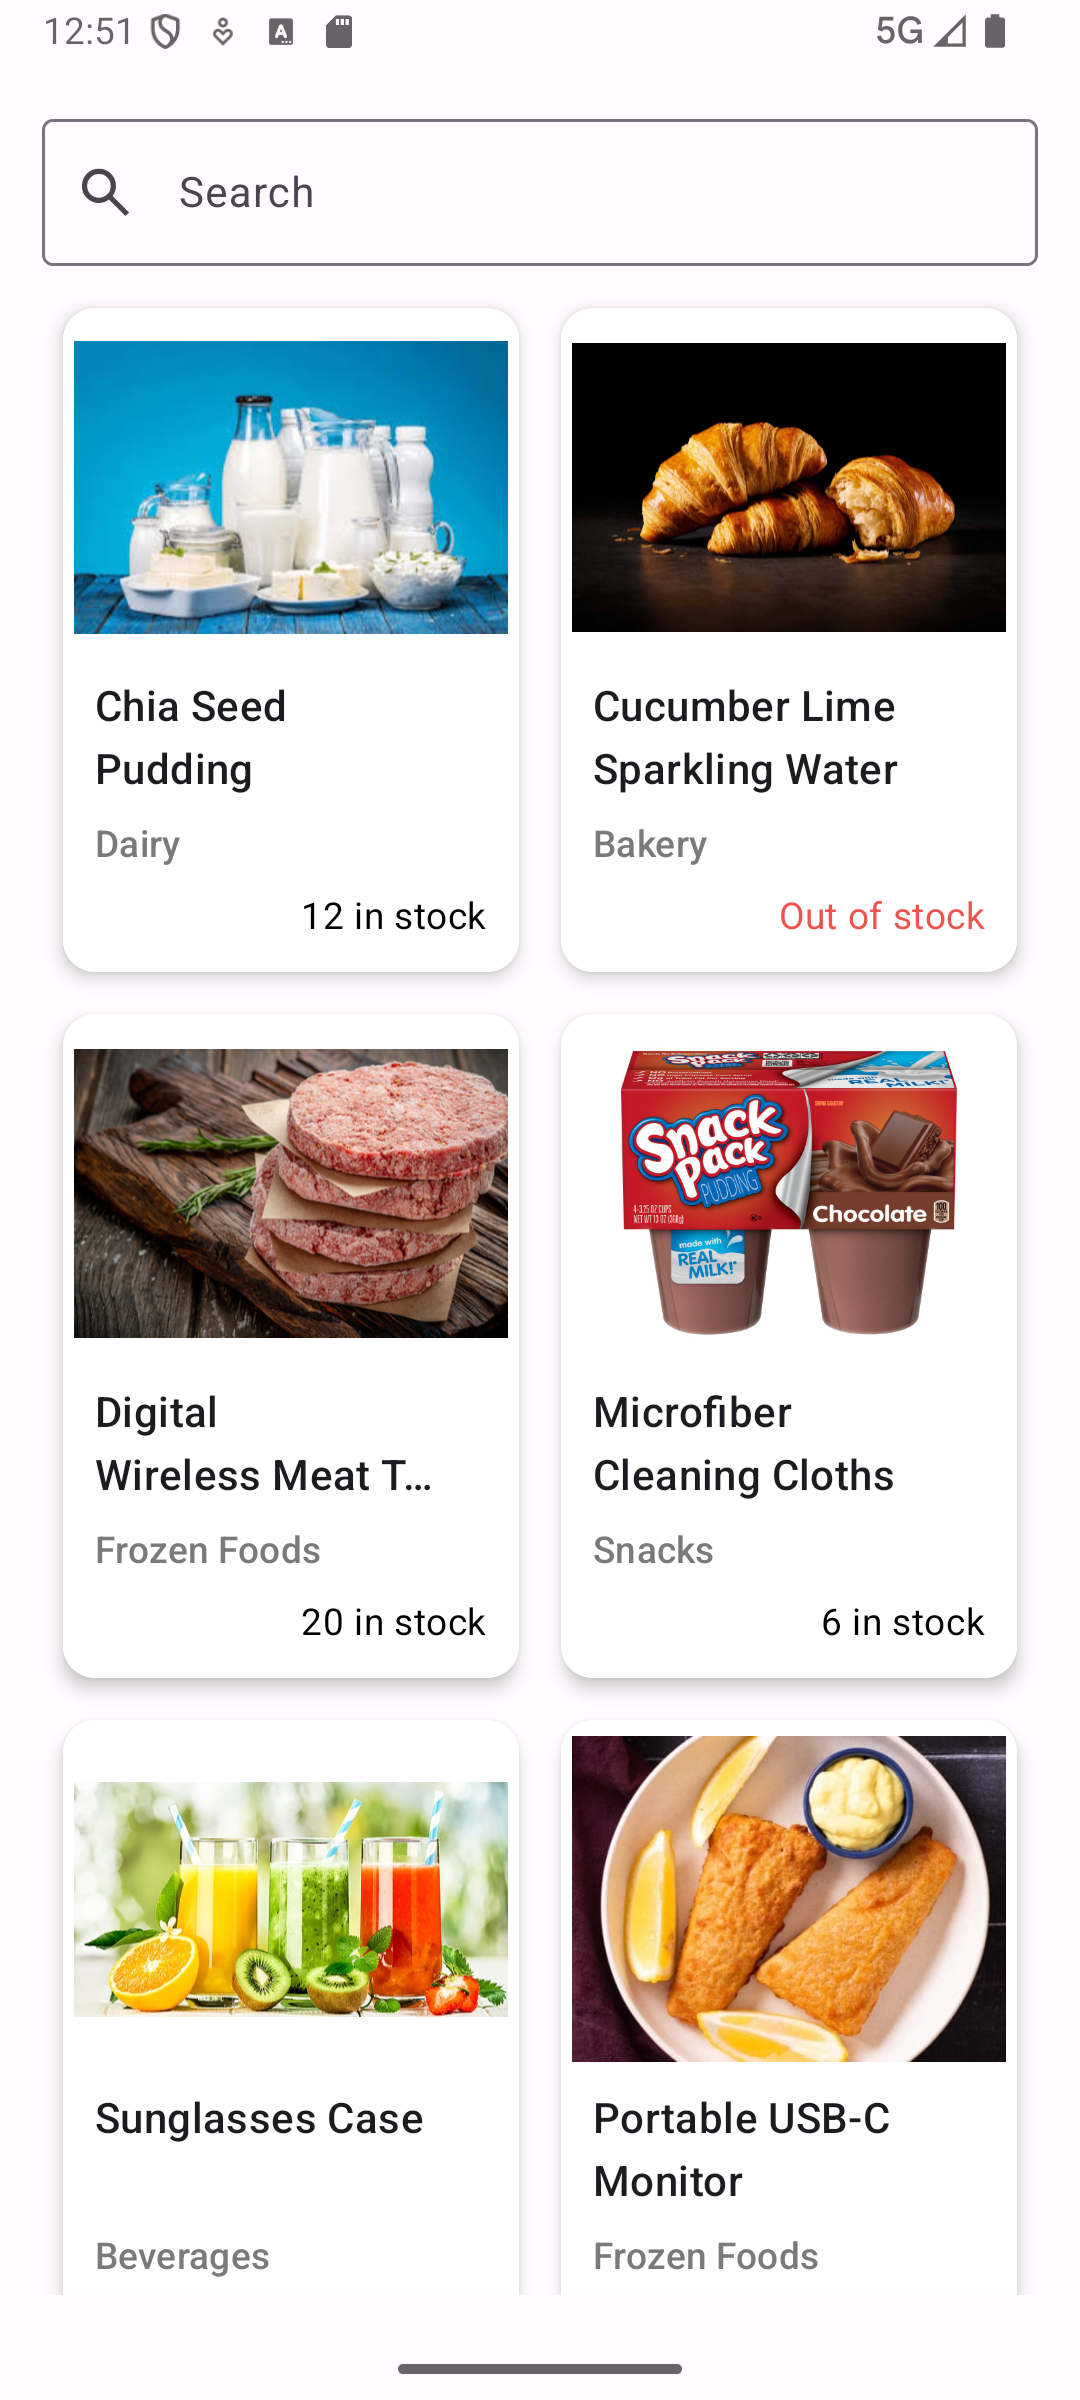 12:51
5G
Search
Chia Seed
Pudding
Dairy
12 in stock
Cucumber Lime
Sparkling Water
Bakery
Out of stock
Snack
Pack
PUDDING
REAL MILK!
Chocolate
made with
REAL
MILK!
Digital
Wireless Meat T…
Frozen Foods
20 in stock
Microfiber
Cleaning Cloths
Snacks
6 in stock
Sunglasses Case
Beverages
Portable USB-C
Monitor
Frozen Foods